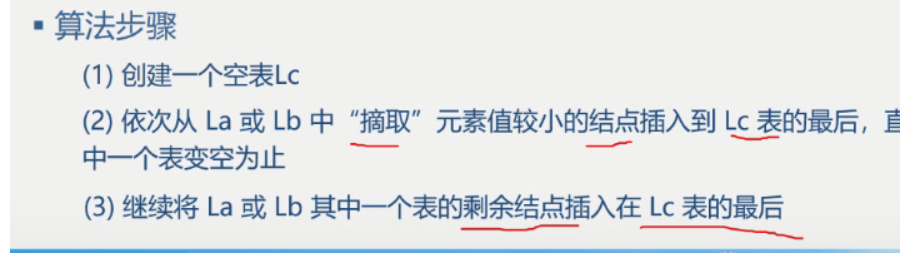 ▪ 算法步骤
(1) 创建一个空表Lc
(2) 依次从 La 或 Lb 中“摘取”元素值较小的结点插入到 Lc 表的最后，直
中一个表变空为止
(3) 继续将 La 或 Lb 其中一个表的剩余结点插入在 Lc 表的最后